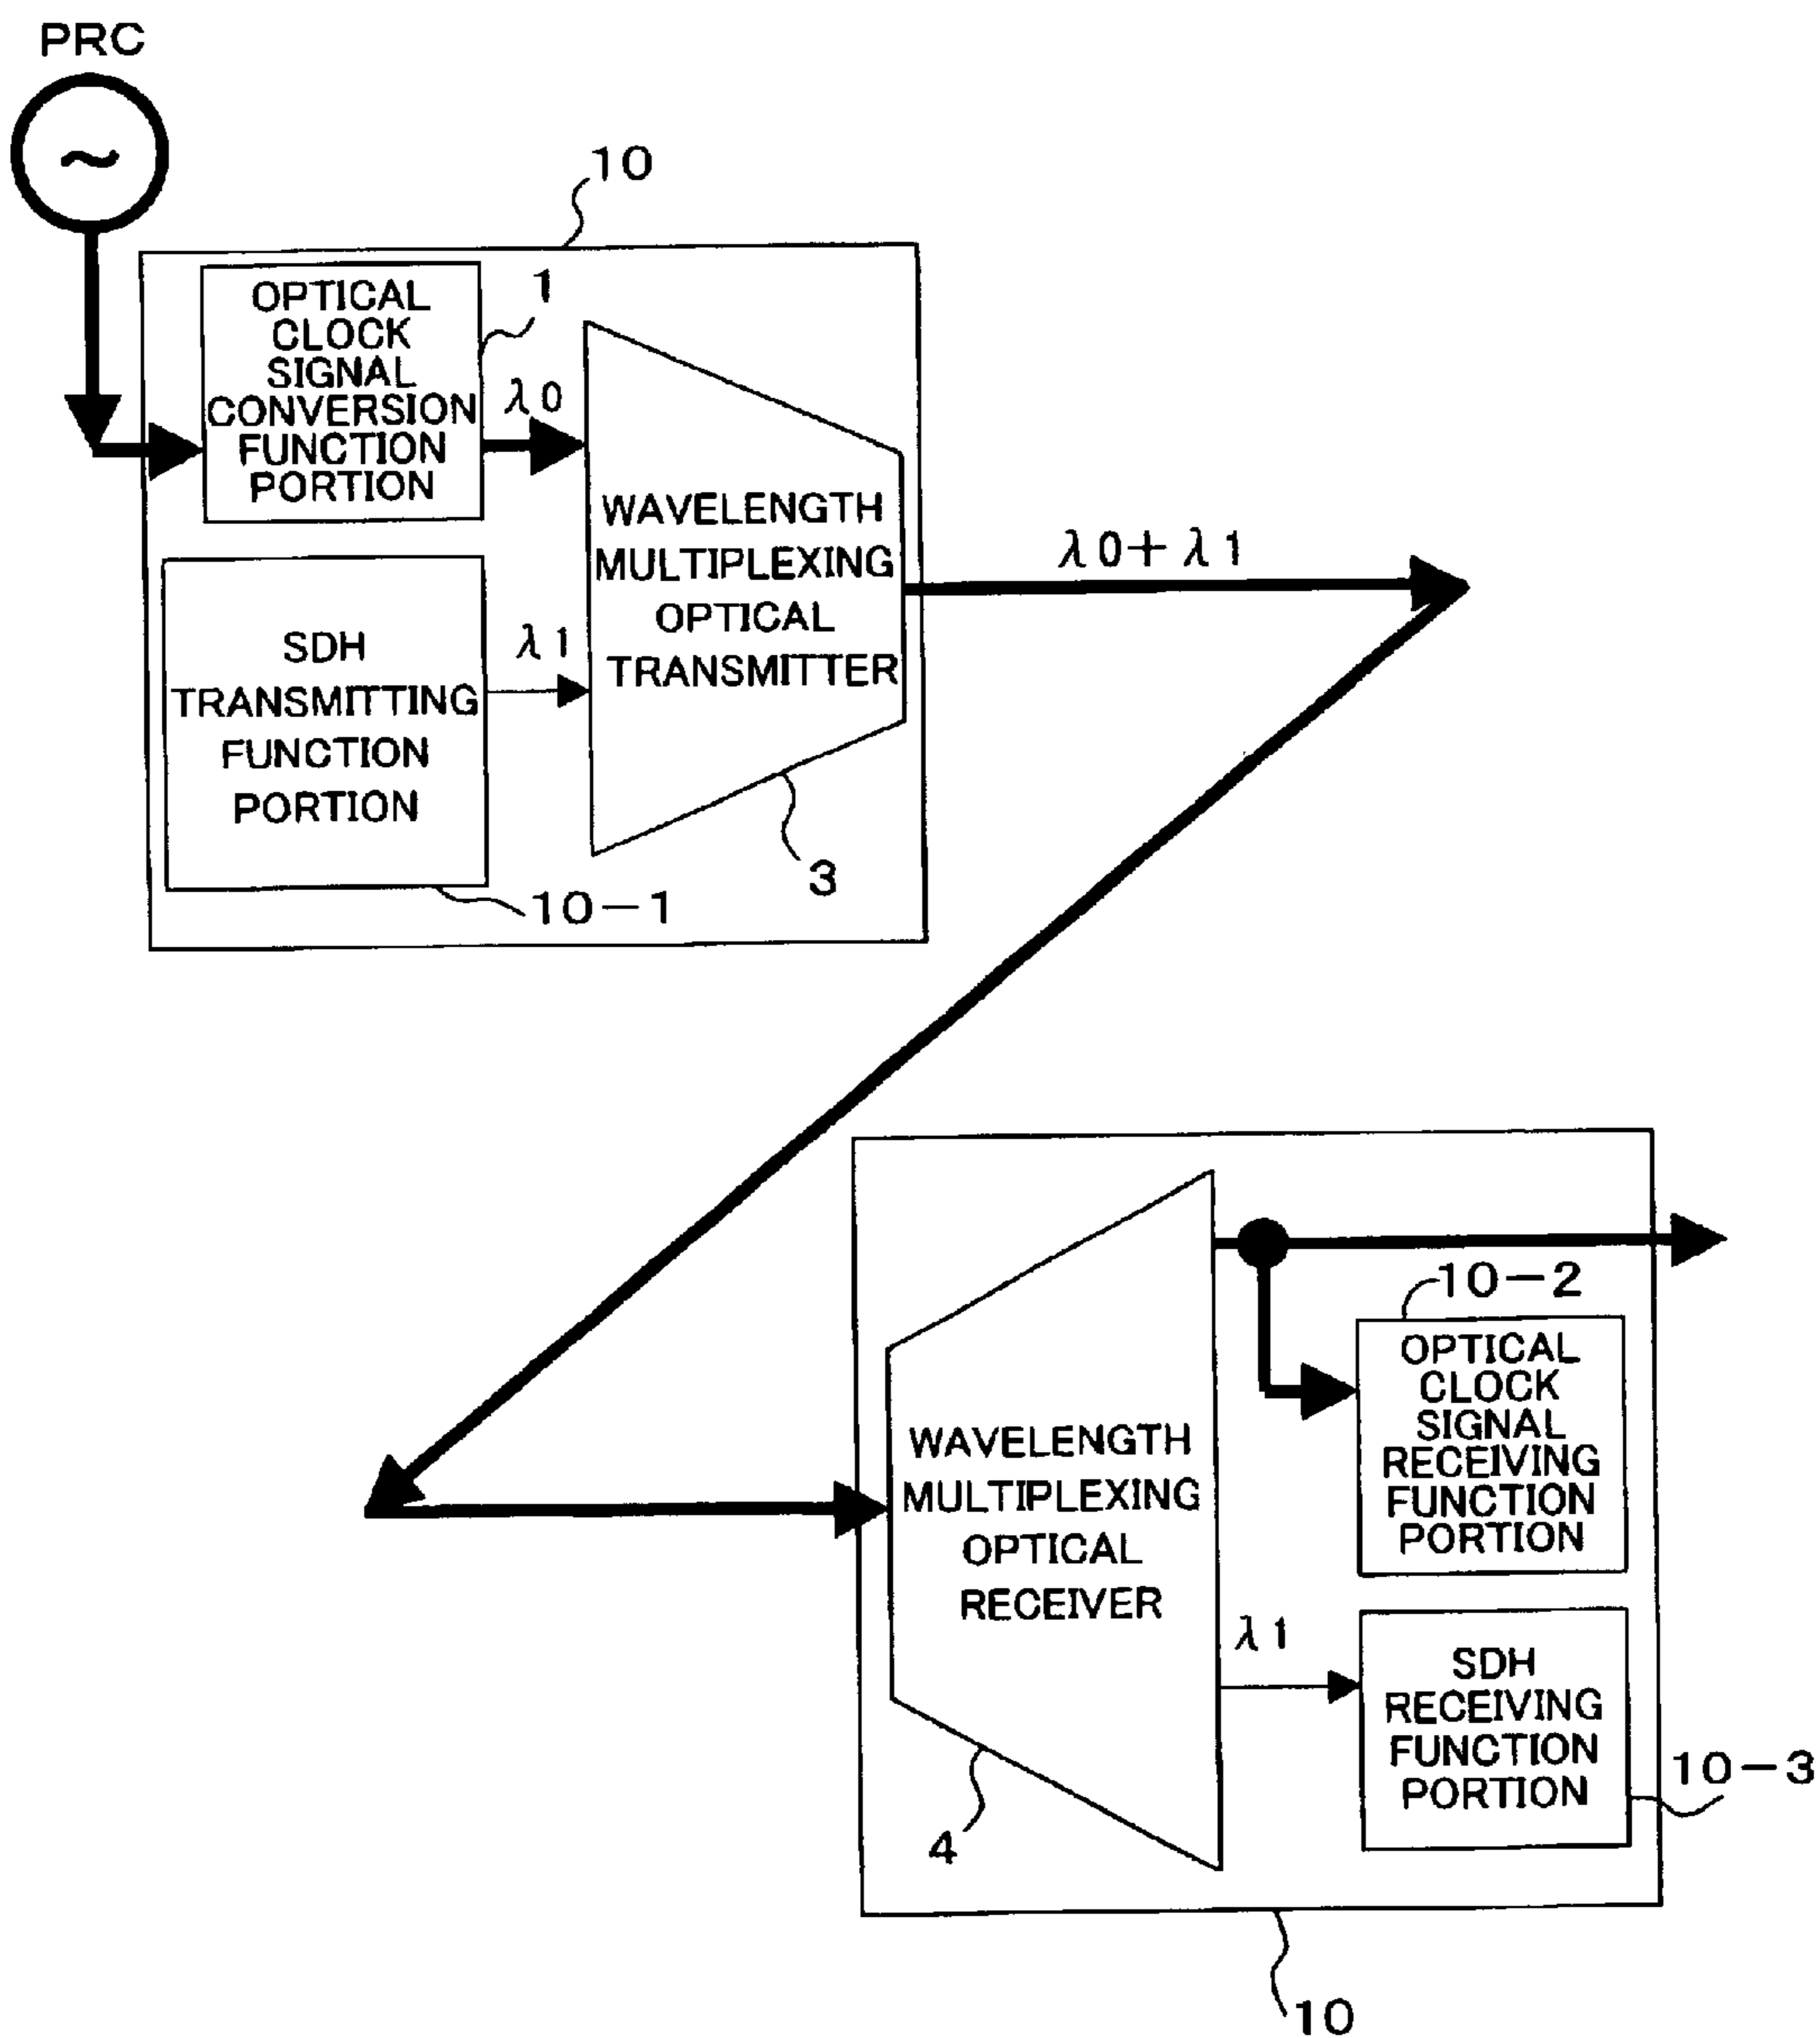 PRC
10
OPTICAL
CLOCK
SIGNAL
CONVERSION
FUNCTION
PORTION
1
λ0
WAVELENGTH
MULTIPLEXING
OPTICAL
TRANSMITTER
λ0+λ1
SDH
TRANSMITTING
FUNCTION
PORTION
λ1
3
10-1
10-2
OPTICAL
CLOCK
SIGNAL
RECEIVING
FUNCTION
PORTION
WAVELENGTH
MULTIPLEXING
OPTICAL
RECEIVER
λ1
SDH
RECEIVING
FUNCTION
PORTION
10-3
4
10